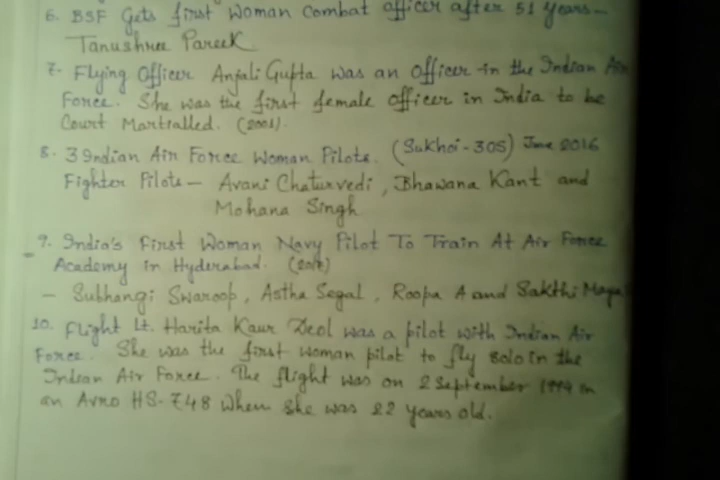 6. BSF Gets first Woman Combat officer after 51 Years—
Tanushree Pareek
7. Flying Officer Anjali Gupta was an officer in the Indian Air
Force. She was the first female officer in India to be
Court Martialled. (2001).
8. 3 Indian Air Force Woman Pilots. (Sukhoi-30S) June 2016
Fighter Pilots — Avani Chaturvedi, Bhawana Kant and
Mohana Singh
9. India's First Woman Navy Pilot To Train At Air Force
Academy in Hyderabad. (2017)
— Subhangi Swaroop, Astha Segal, Roopa A and Sakthi Maya
10. Flight Lt. Harita Kaur Deol was a pilot with Indian Air
Force. She was the first woman pilot to fly solo in the
Indian Air Force. The flight was on 2 September 1994 in
an Avro HS-748 when she was 22 years old.